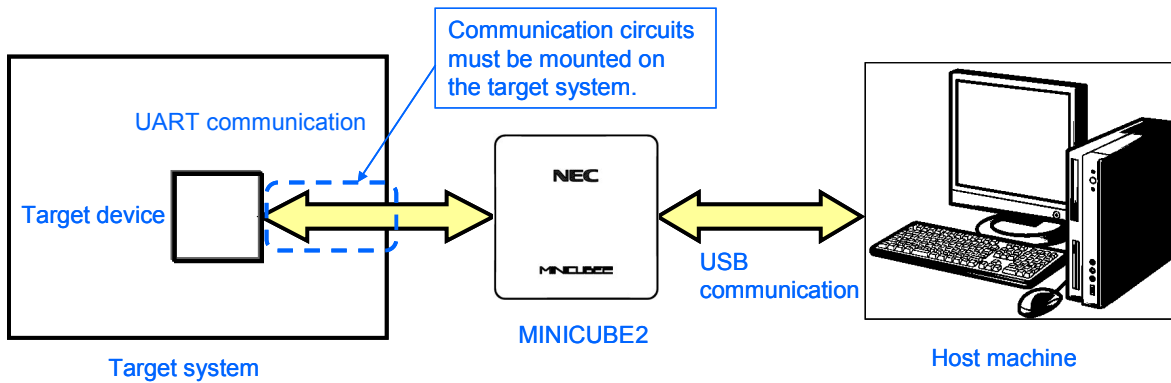 Communication circuits
must be mounted on
the target system.
UART communication
Target device
NEC
MINICUBE2
USB
communication
MINICUBE2
Target system
Host machine